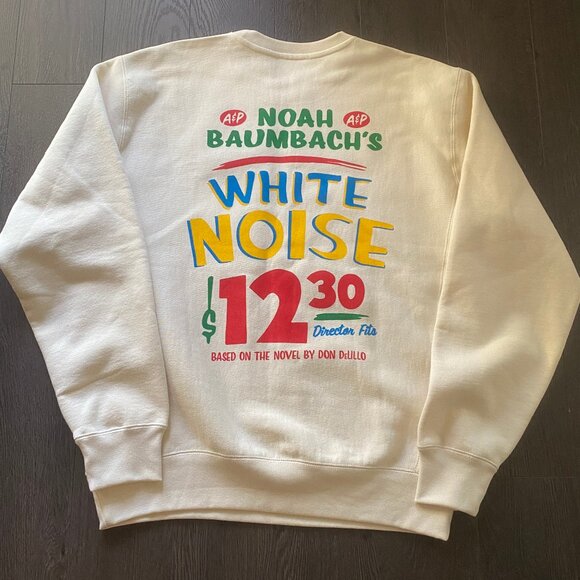 A&P NOAH A&P
BAUMBACH'S
WHITE
NOISE
$12 30
Director Fits
BASED ON THE NOVEL BY DON DeLILLO